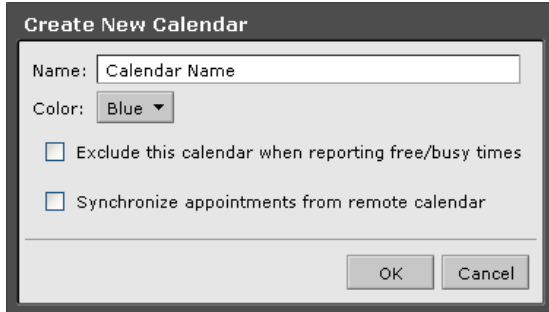 Create New Calendar
Name: Calendar Name
Color: Blue
Exclude this calendar when reporting free/busy times
Synchronize appointments from remote calendar
OK Cancel